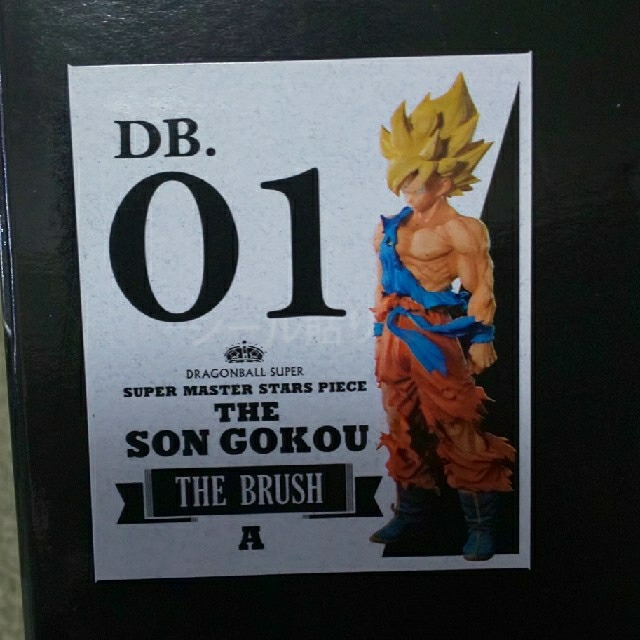 DB.
01
DRAGONBALL SUPER
SUPER MASTER STARS PIECE
THE
SON GOKOU
THE BRUSH
A